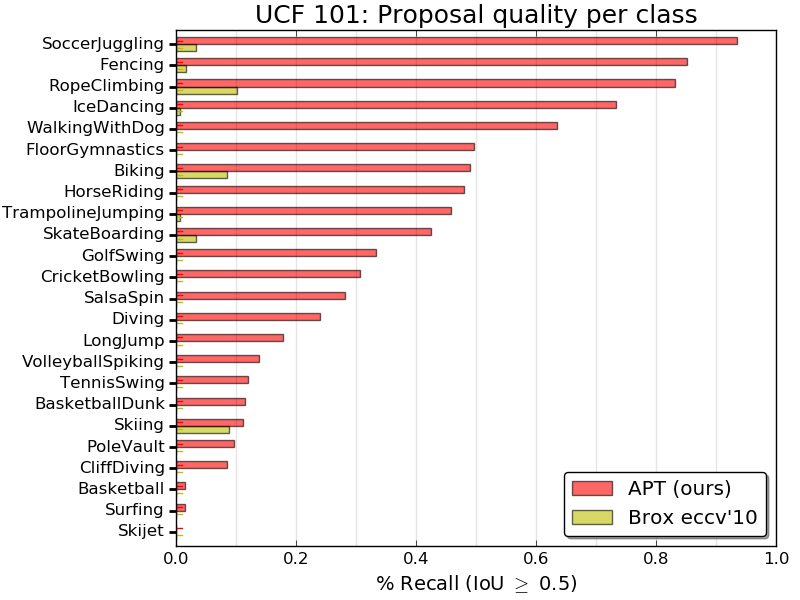 UCF 101: Proposal quality per class
SoccerJuggling
Fencing
RopeClimbing
IceDancing
WalkingWithDog
FloorGymnastics
Biking
HorseRiding
TrampolineJumping
SkateBoarding
GolfSwing
CricketBowling
SalsaSpin
Diving
LongJump
VolleyballSpiking
TennisSwing
BasketballDunk
Skiing
PoleVault
CliffDiving
Basketball
Surfing
Skijet
APT (ours)
Brox eccv'10
0.0 0.2 0.4 0.6 0.8 1.0
% Recall (IoU ≥ 0.5)